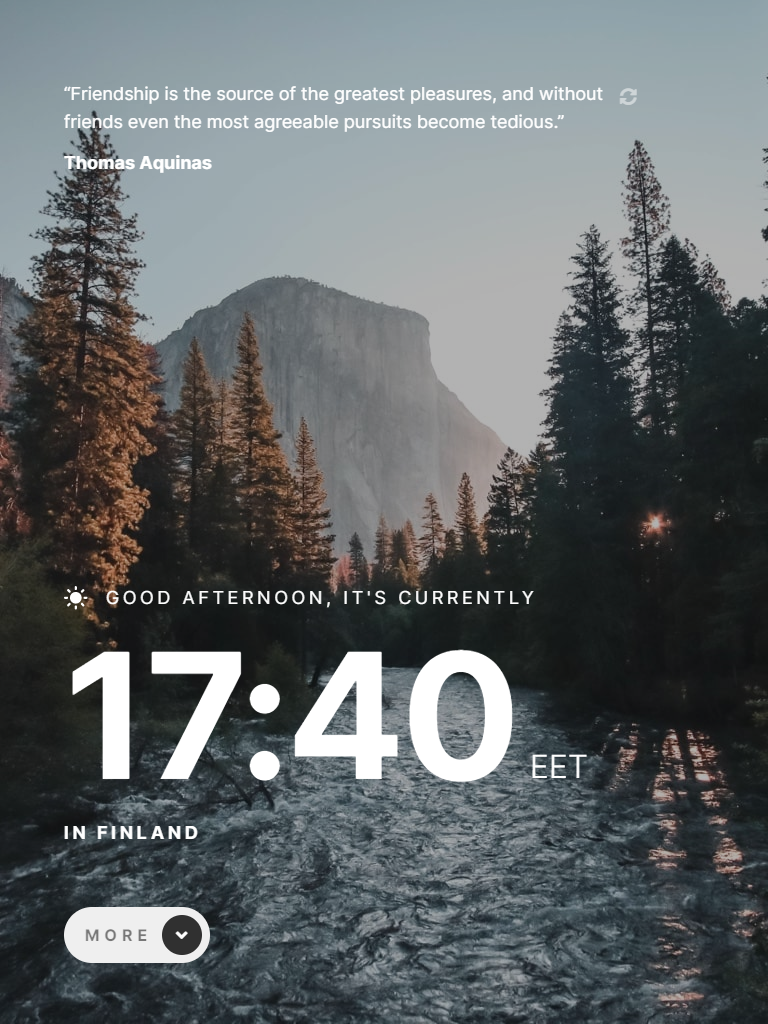 “Friendship is the source of the greatest pleasures, and without
friends even the most agreeable pursuits become tedious.”
Thomas Aquinas
GOOD AFTERNOON, IT'S CURRENTLY
17:40 EET
IN FINLAND
MORE